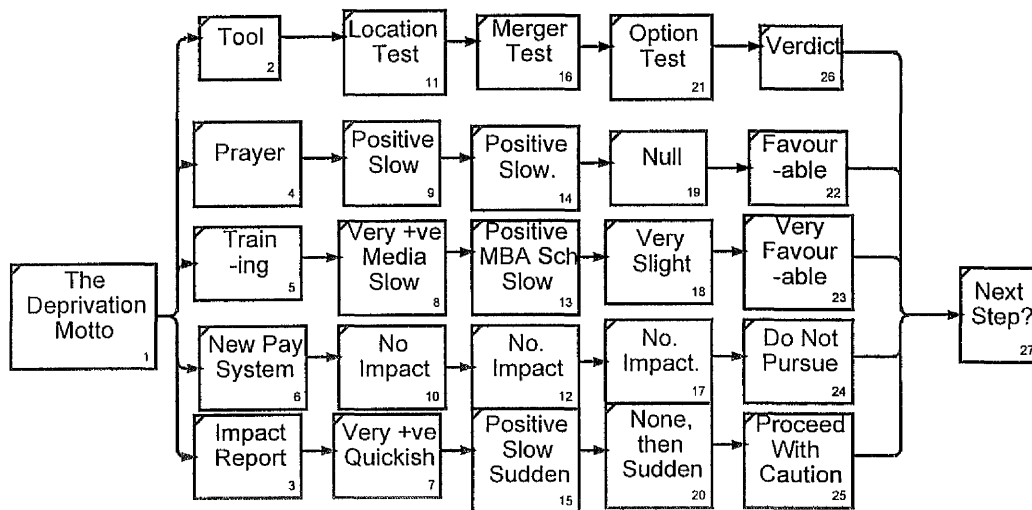 Tool
2
Location
Test
11
Merger
Test
16
Option
Test
21
Verdict
26
Prayer
4
Positive
Slow
9
Positive
Slow.
14
Null
19
Favour
-able
22
Train
-ing
5
Very +ve
Media
Slow
8
Positive
MBA Sch
Slow
13
Very
Slight
18
Very
Favour
-able
23
The
Deprivation
Motto
1
Next
Step?
27
New Pay
System
6
No
Impact
10
No.
Impact
12
No.
Impact.
17
Do Not
Pursue
24
Impact
Report
3
Very +ve
Quickish
7
Positive
Slow
Sudden
15
None,
then
Sudden
20
Proceed
With
Caution
25